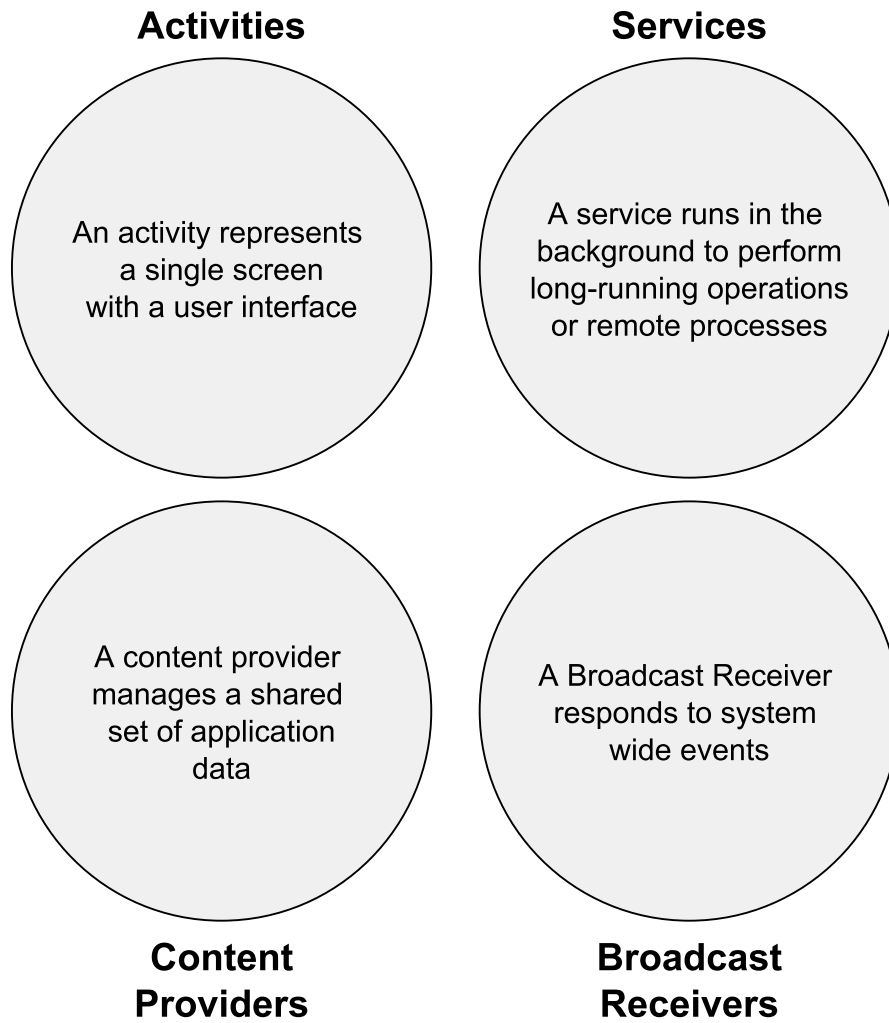 Activities
Services
An activity represents
a single screen
with a user interface
A service runs in the
background to perform
long-running operations
or remote processes
A content provider
manages a shared
set of application
data
A Broadcast Receiver
responds to system
wide events
Content
Providers
Broadcast
Receivers